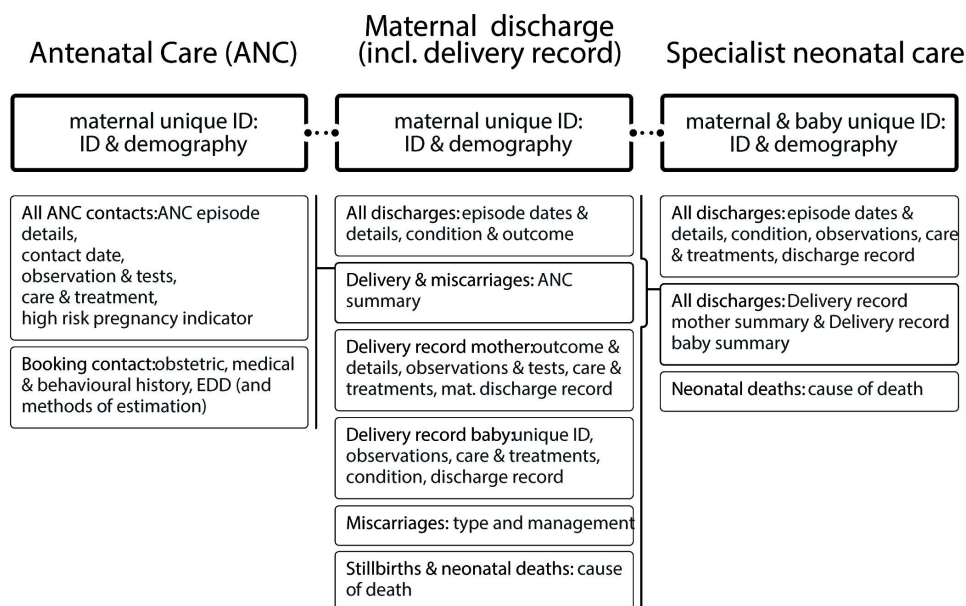 Antenatal Care (ANC)
Maternal discharge
(incl. delivery record)
Specialist neonatal care
maternal unique ID:
ID & demography
maternal unique ID:
ID & demography
maternal & baby unique ID:
ID & demography
All ANC contacts:ANC episode
details,
contact date,
observation & tests,
care & treatment,
high risk pregnancy indicator
Booking contact:obstetric, medical
& behavioural history, EDD (and
methods of estimation)
All discharges: episode dates &
details, condition & outcome
Delivery & miscarriages: ANC
summary
Delivery record mother:outcome &
details, observations & tests, care &
treatments, mat. discharge record
Delivery record baby:unique ID,
observations, care & treatments,
condition, discharge record
Miscarriages: type and management
Stillbirths & neonatal deaths: cause
of death
All discharges: episode dates &
details, condition, observations, care
& treatments, discharge record
All discharges: Delivery record
mother summary & Delivery record
baby summary
Neonatal deaths: cause of death